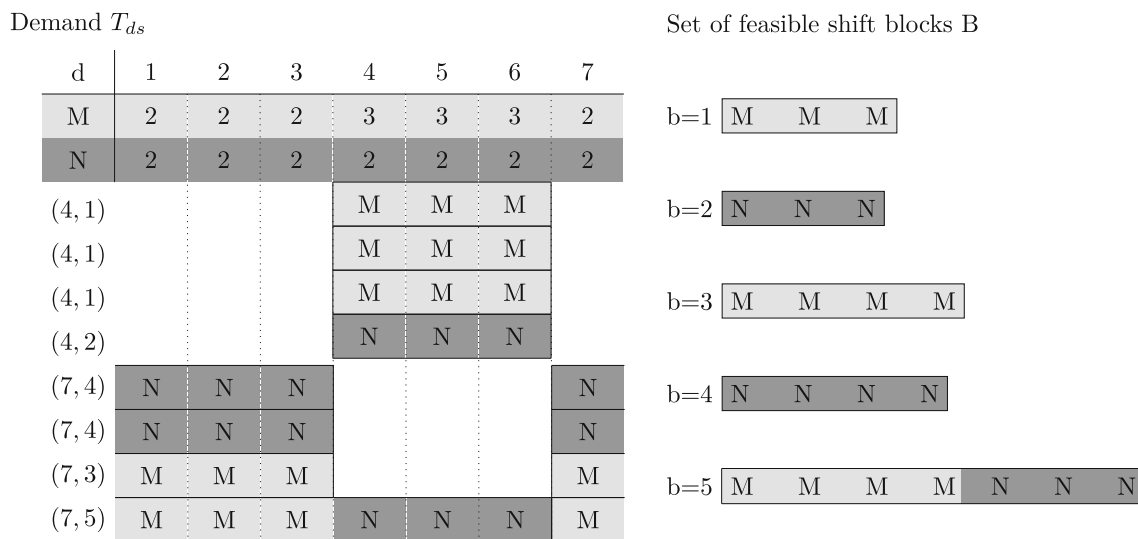 Demand T_ds
d 1 2 3 4 5 6 7
M 2 2 2 3 3 3 2
N 2 2 2 2 2 2 2
(4, 1) M M M
(4, 1) M M M
(4, 1) M M M
(4, 2) N N N
(7, 4) N N N N
(7, 4) N N N N
(7, 3) M M M M
(7, 5) M M M N N N M
Set of feasible shift blocks B
b=1 M M M
b=2 N N N
b=3 M M M M
b=4 N N N N
b=5 M M M M N N N